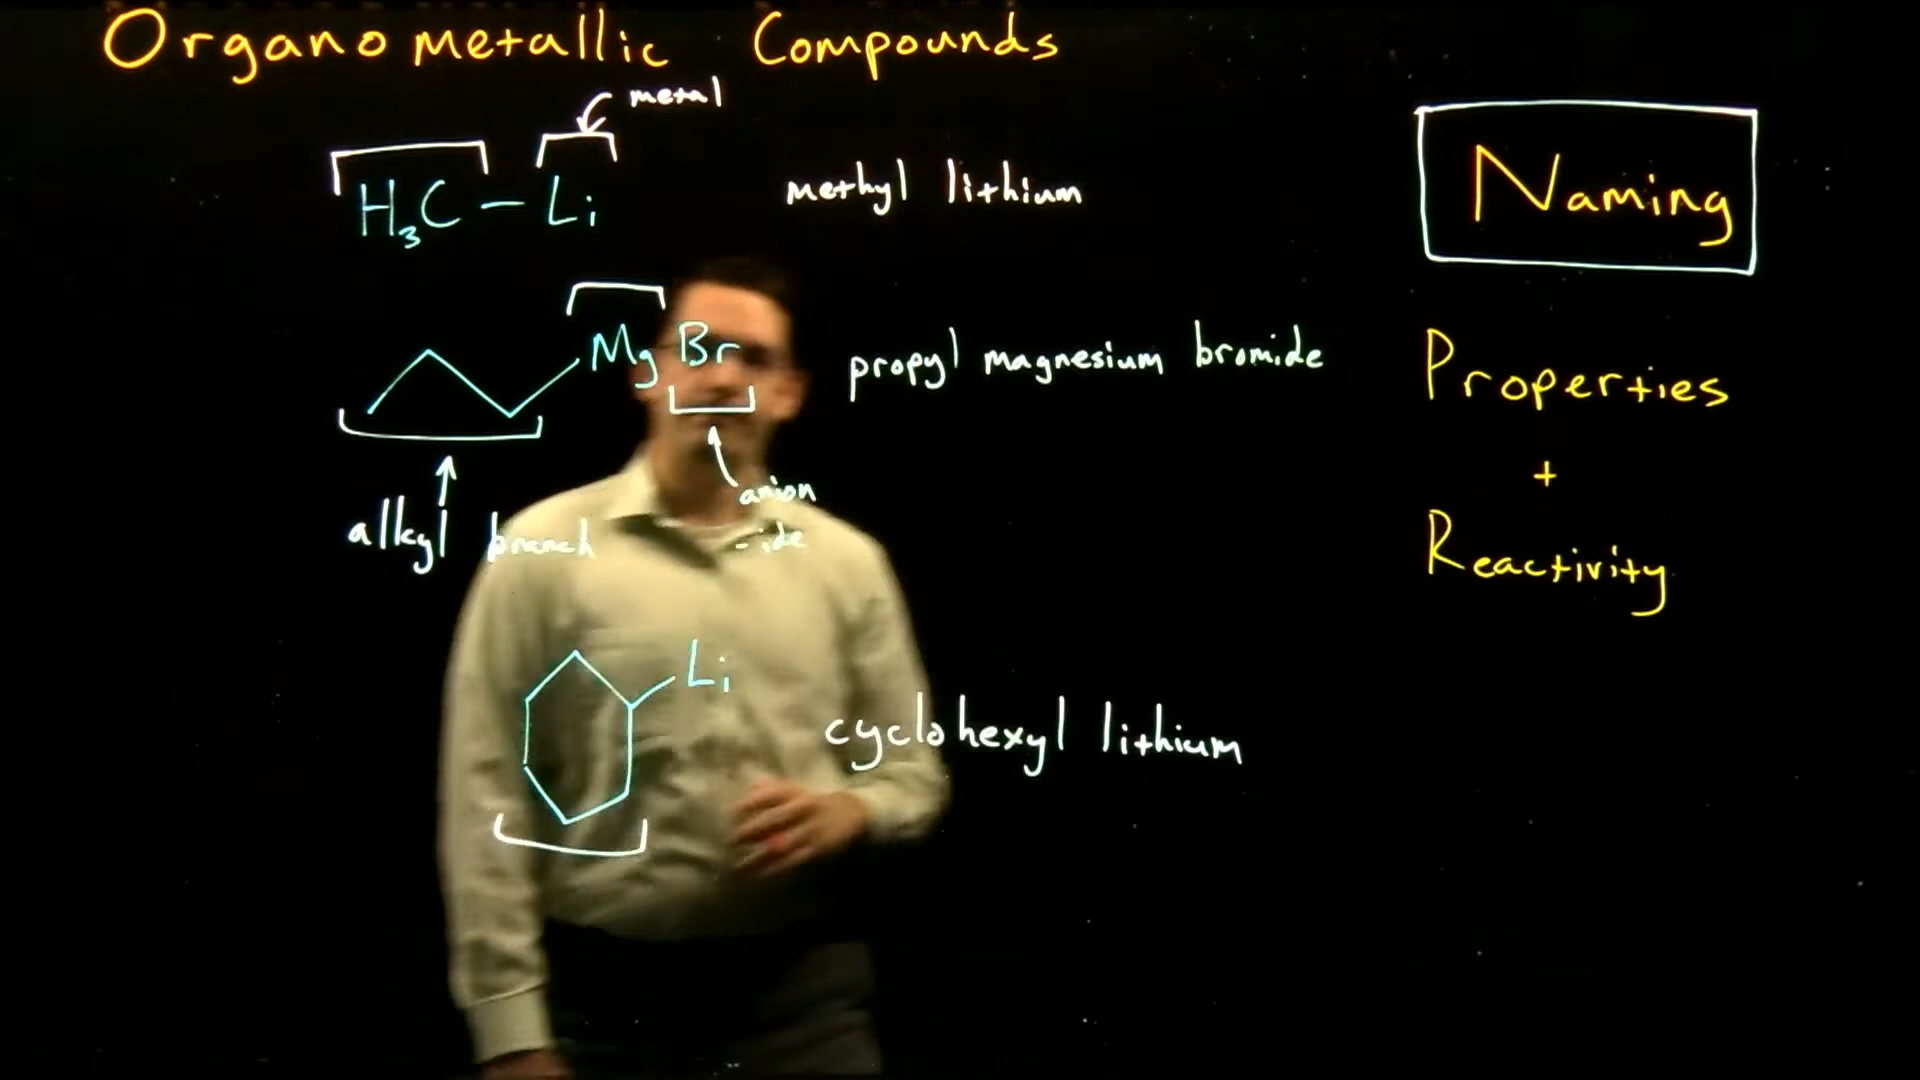 Organometallic Compounds
metal
H₃C - Li
methyl lithium
Mg Br
propyl magnesium bromide
alkyl branch
anion
-ide
Li
cyclohexyl lithium
Naming
Properties
+
Reactivity